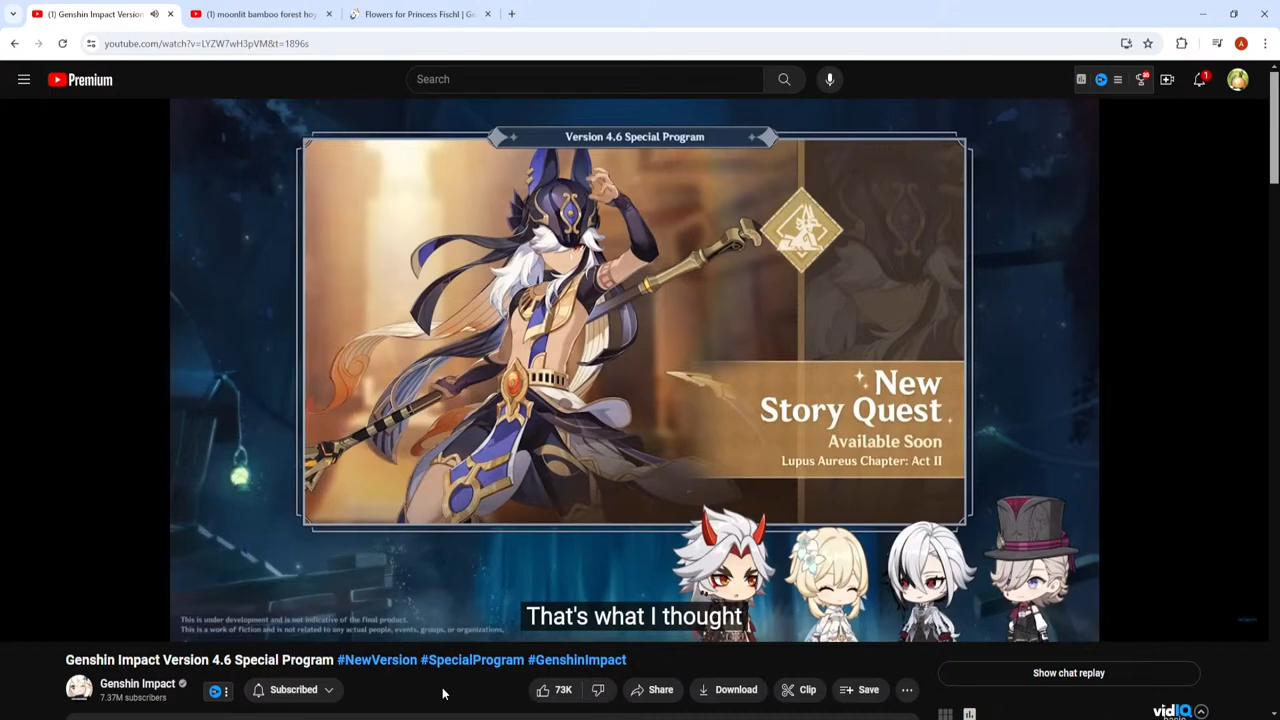 (1) Genshin Impact Version
(1) moonlit bamboo forest hoy
Flowers for Princess Fischl | Ge
youtube.com/watch?v=LYZW7wH3pVM&t=1896s
A
Premium
Search
1
Version 4.6 Special Program
New
Story Quest
Available Soon
Lupus Aureus Chapter: Act II
That's what I thought
This is under development and is not indicative of the final product.
This is a work of fiction and is not related to any actual people, events, groups, or organizations.
Genshin Impact Version 4.6 Special Program #NewVersion #SpecialProgram #GenshinImpact
Genshin Impact
7.37M subscribers
Subscribed
73K
Share
Download
Clip
Save
Show chat replay
vidIQ
basic